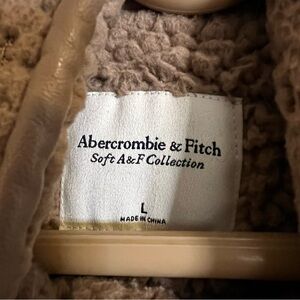 Abercrombie & Fitch
Soft A&F Collection
L
MADE IN CHINA